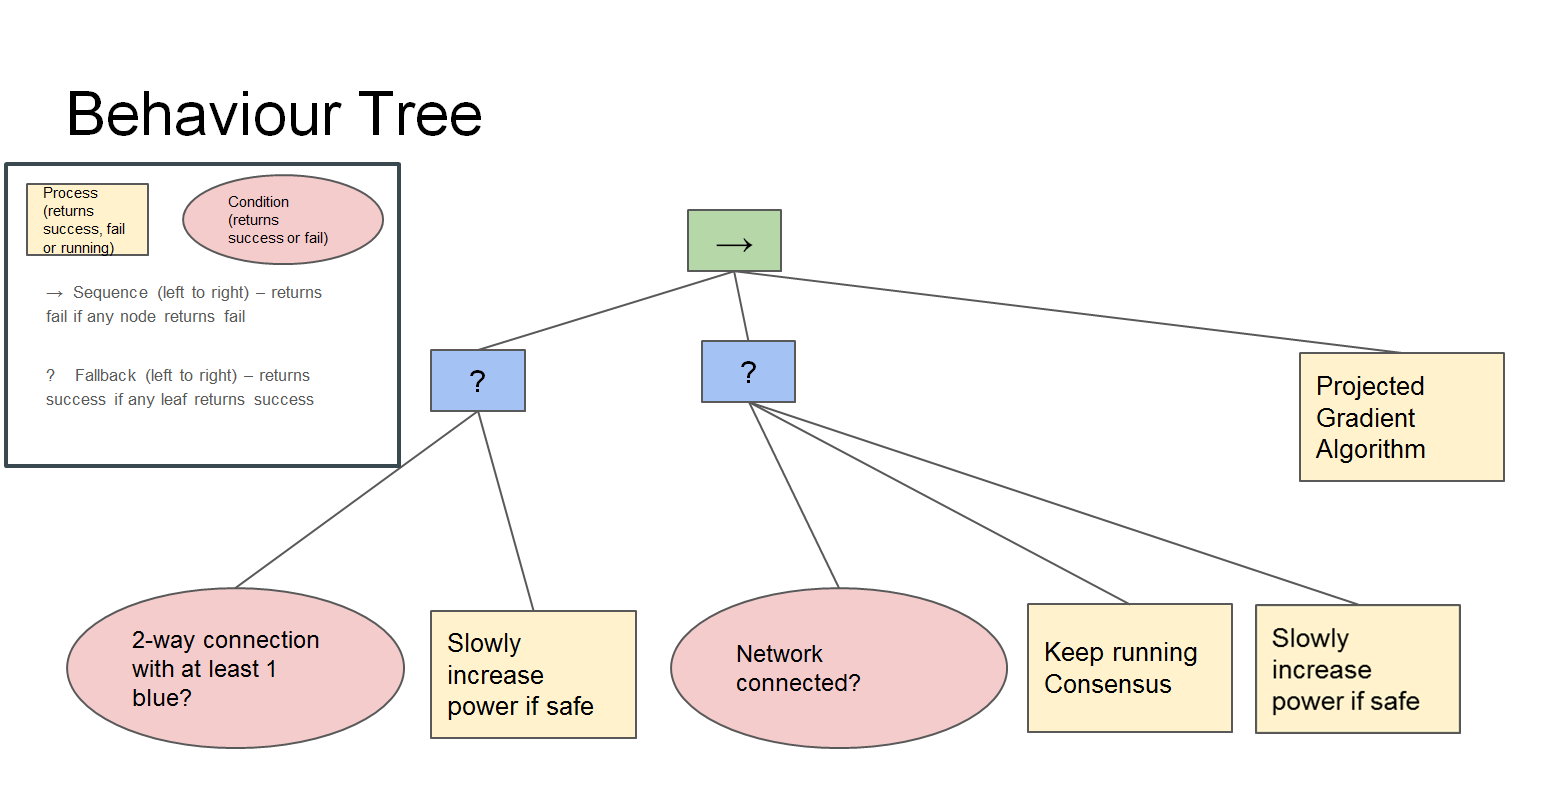 Behaviour Tree
Process
(returns
success, fail
or running)
Condition
(returns
success or fail)
→ Sequence (left to right) – returns
fail if any node returns fail
? Fallback (left to right) – returns
success if any leaf returns success
→
?
?
Projected
Gradient
Algorithm
2-way connection
with at least 1
blue?
Slowly
increase
power if safe
Network
connected?
Keep running
Consensus
Slowly
increase
power if safe